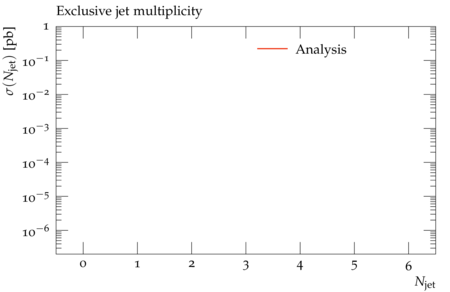 Exclusive jet multiplicity
σ(N_jet) [pb]
1
10⁻¹
10⁻²
10⁻³
10⁻⁴
10⁻⁵
10⁻⁶
Analysis
0 1 2 3 4 5 6
N_jet